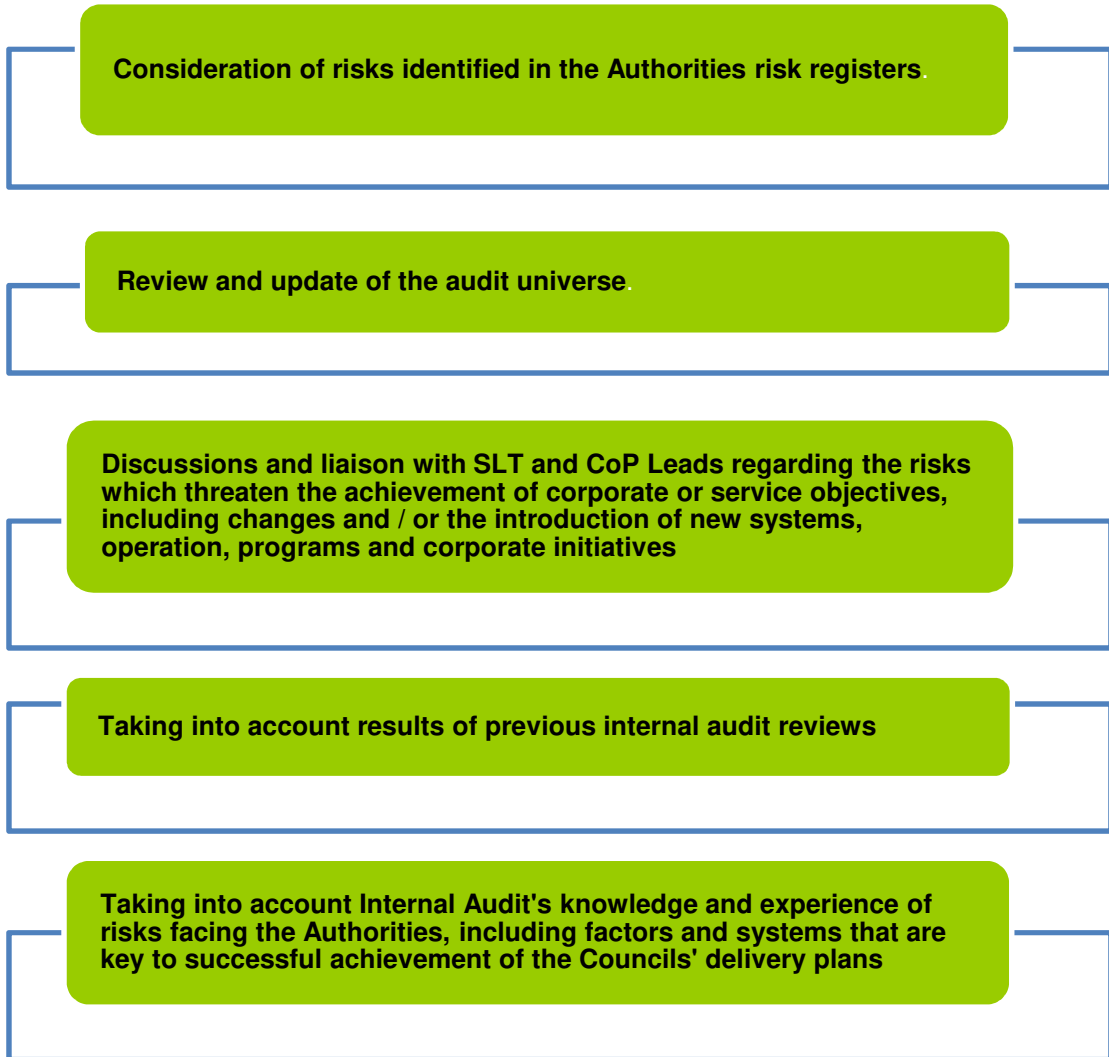 Consideration of risks identified in the Authorities risk registers.
Review and update of the audit universe.
Discussions and liaison with SLT and CoP Leads regarding the risks
which threaten the achievement of corporate or service objectives,
including changes and / or the introduction of new systems,
operation, programs and corporate initiatives
Taking into account results of previous internal audit reviews
Taking into account Internal Audit's knowledge and experience of
risks facing the Authorities, including factors and systems that are
key to successful achievement of the Councils' delivery plans